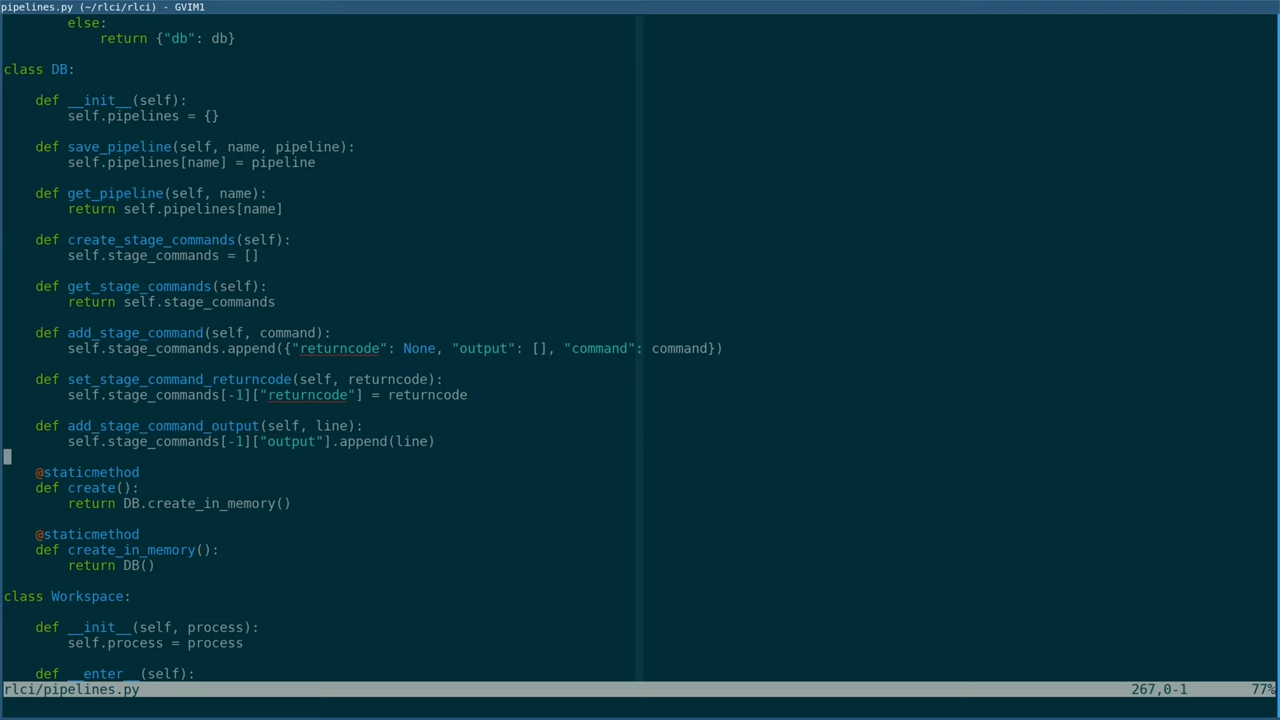 pipelines.py (~/rlci/rlci) - GVIM1
        else:
            return {"db": db}
class DB:
    def __init__(self):
        self.pipelines = {}
    def save_pipeline(self, name, pipeline):
        self.pipelines[name] = pipeline
    def get_pipeline(self, name):
        return self.pipelines[name]
    def create_stage_commands(self):
        self.stage_commands = []
    def get_stage_commands(self):
        return self.stage_commands
    def add_stage_command(self, command):
        self.stage_commands.append({"returncode": None, "output": [], "command": command})
    def set_stage_command_returncode(self, returncode):
        self.stage_commands[-1]["returncode"] = returncode
    def add_stage_command_output(self, line):
        self.stage_commands[-1]["output"].append(line)
    @staticmethod
    def create():
        return DB.create_in_memory()
    @staticmethod
    def create_in_memory():
        return DB()
class Workspace:
    def __init__(self, process):
        self.process = process
    def __enter__(self):
rlci/pipelines.py 267,0-1 77%